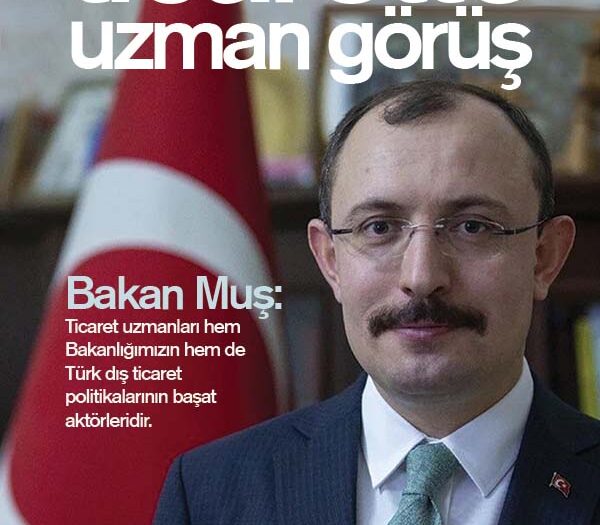 uzman görüş
Bakan Muş:
Ticaret uzmanları hem
Bakanlığımızın hem de
Türk dış ticaret
politikalarının başat
aktörleridir.